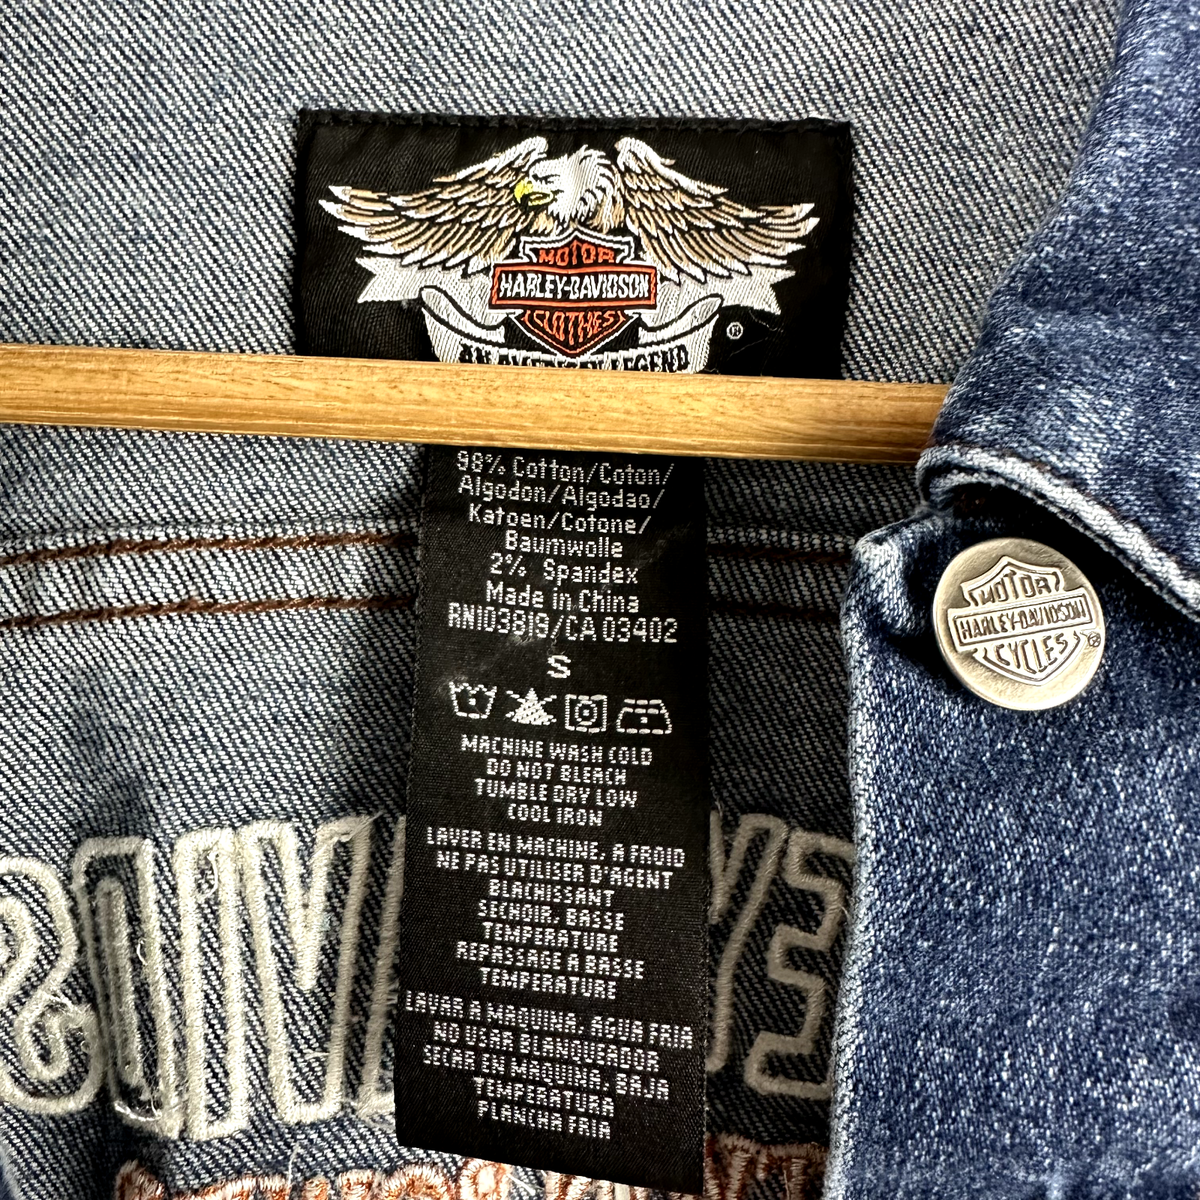 MOTOR
HARLEY-DAVIDSON
CLOTHES
®
AN AMERICAN LEGEND
98% Cotton/Coton/
Algodon/Algodao/
Katoen/Cotone/
Baumwolle
2% Spandex
Made in China
RN103819/CA 03402
S
MACHINE WASH COLD
DO NOT BLEACH
TUMBLE DRY LOW
COOL IRON
LAVER EN MACHINE, A FROID
NE PAS UTILISER D'AGENT
BLACHISSANT
SECHOIR, BASSE
TEMPERATURE
REPASSAGE A BASSE
TEMPERATURE
LAVAR A MAQUINA, AGUA FRIA
NO USAR BLANQUEADOR
SECAR EN MAQUINA, BAJA
TEMPERATURA
PLANCHA FRIA
MOTOR
HARLEY-DAVIDSON
CYCLES
®